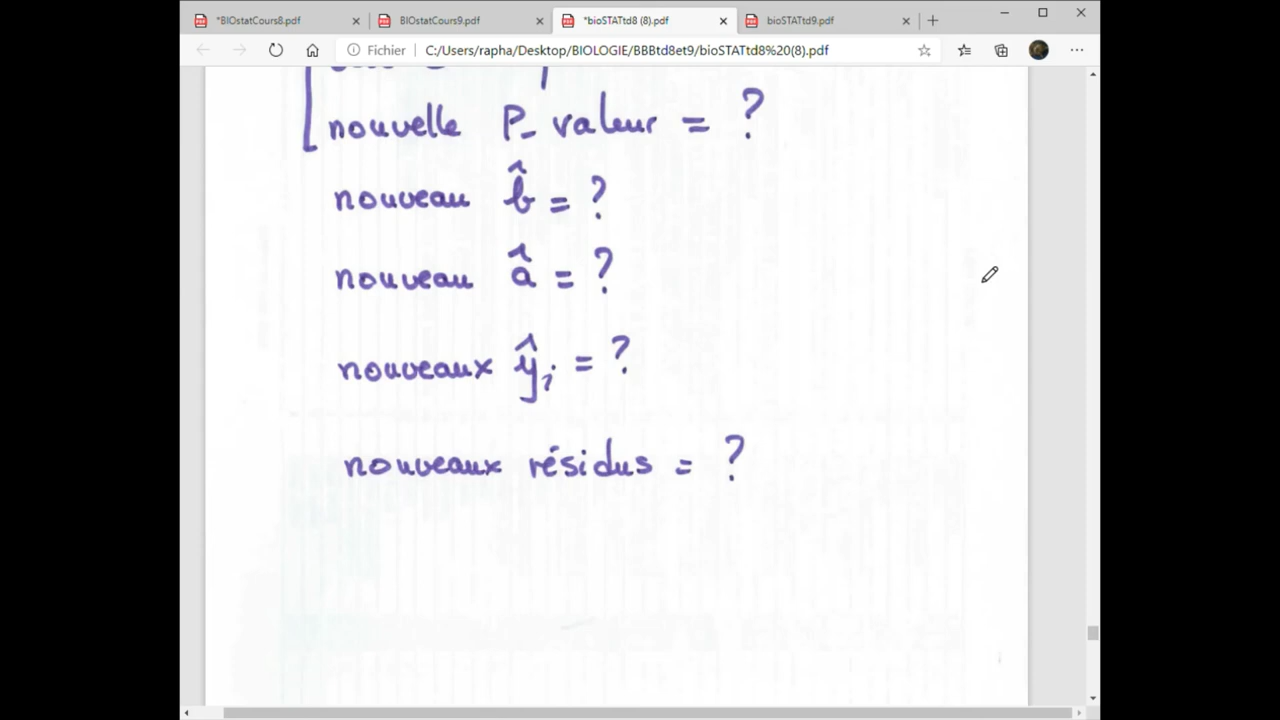 *BIOstatCours8.pdf
BIOstatCours9.pdf
*bioSTATtd8 (8).pdf
bioSTATtd9.pdf
Fichier
C:/Users/rapha/Desktop/BIOLOGIE/BBBtd8et9/bioSTATtd8%20(8).pdf
nouvelle P_ valeur = ?
nouveau b̂ = ?
nouveau â = ?
nouveaux ŷᵢ = ?
nouveaux résidus = ?